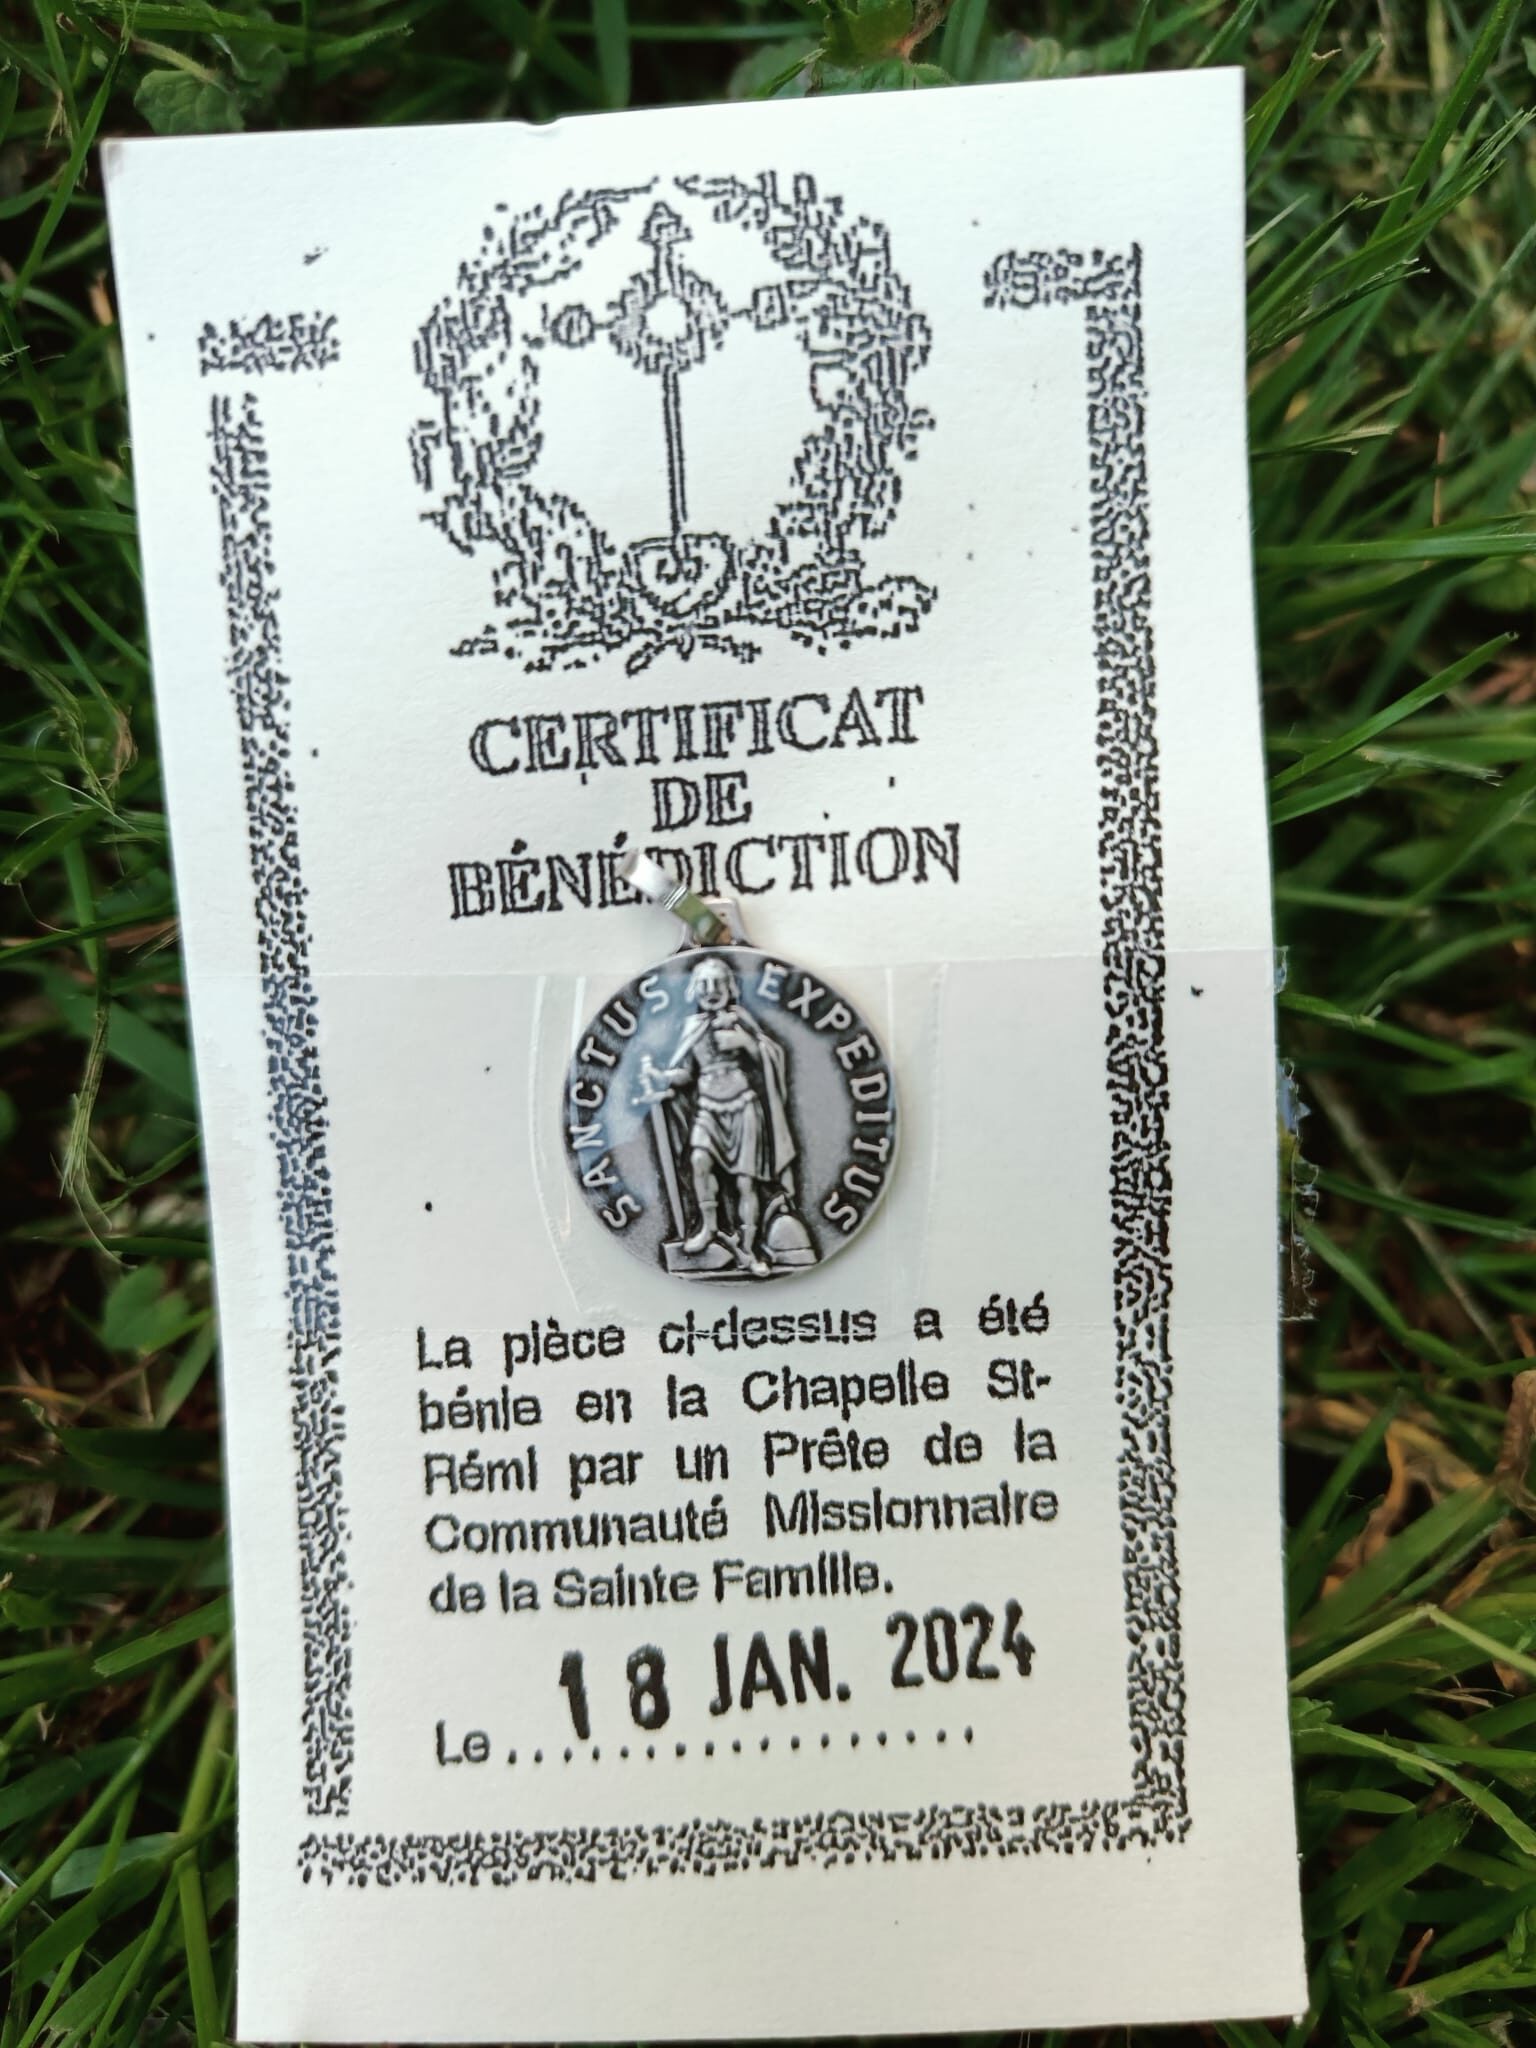 CERTIFICAT
DE
BÉNÉDICTION
SANCTUS EXPEDITUS
La pièce ci-dessus a été
bénie en la Chapelle St-
Rémi par un Prête de la
Communauté Missionnaire
de la Sainte Famille.
18 JAN. 2024
Le...................